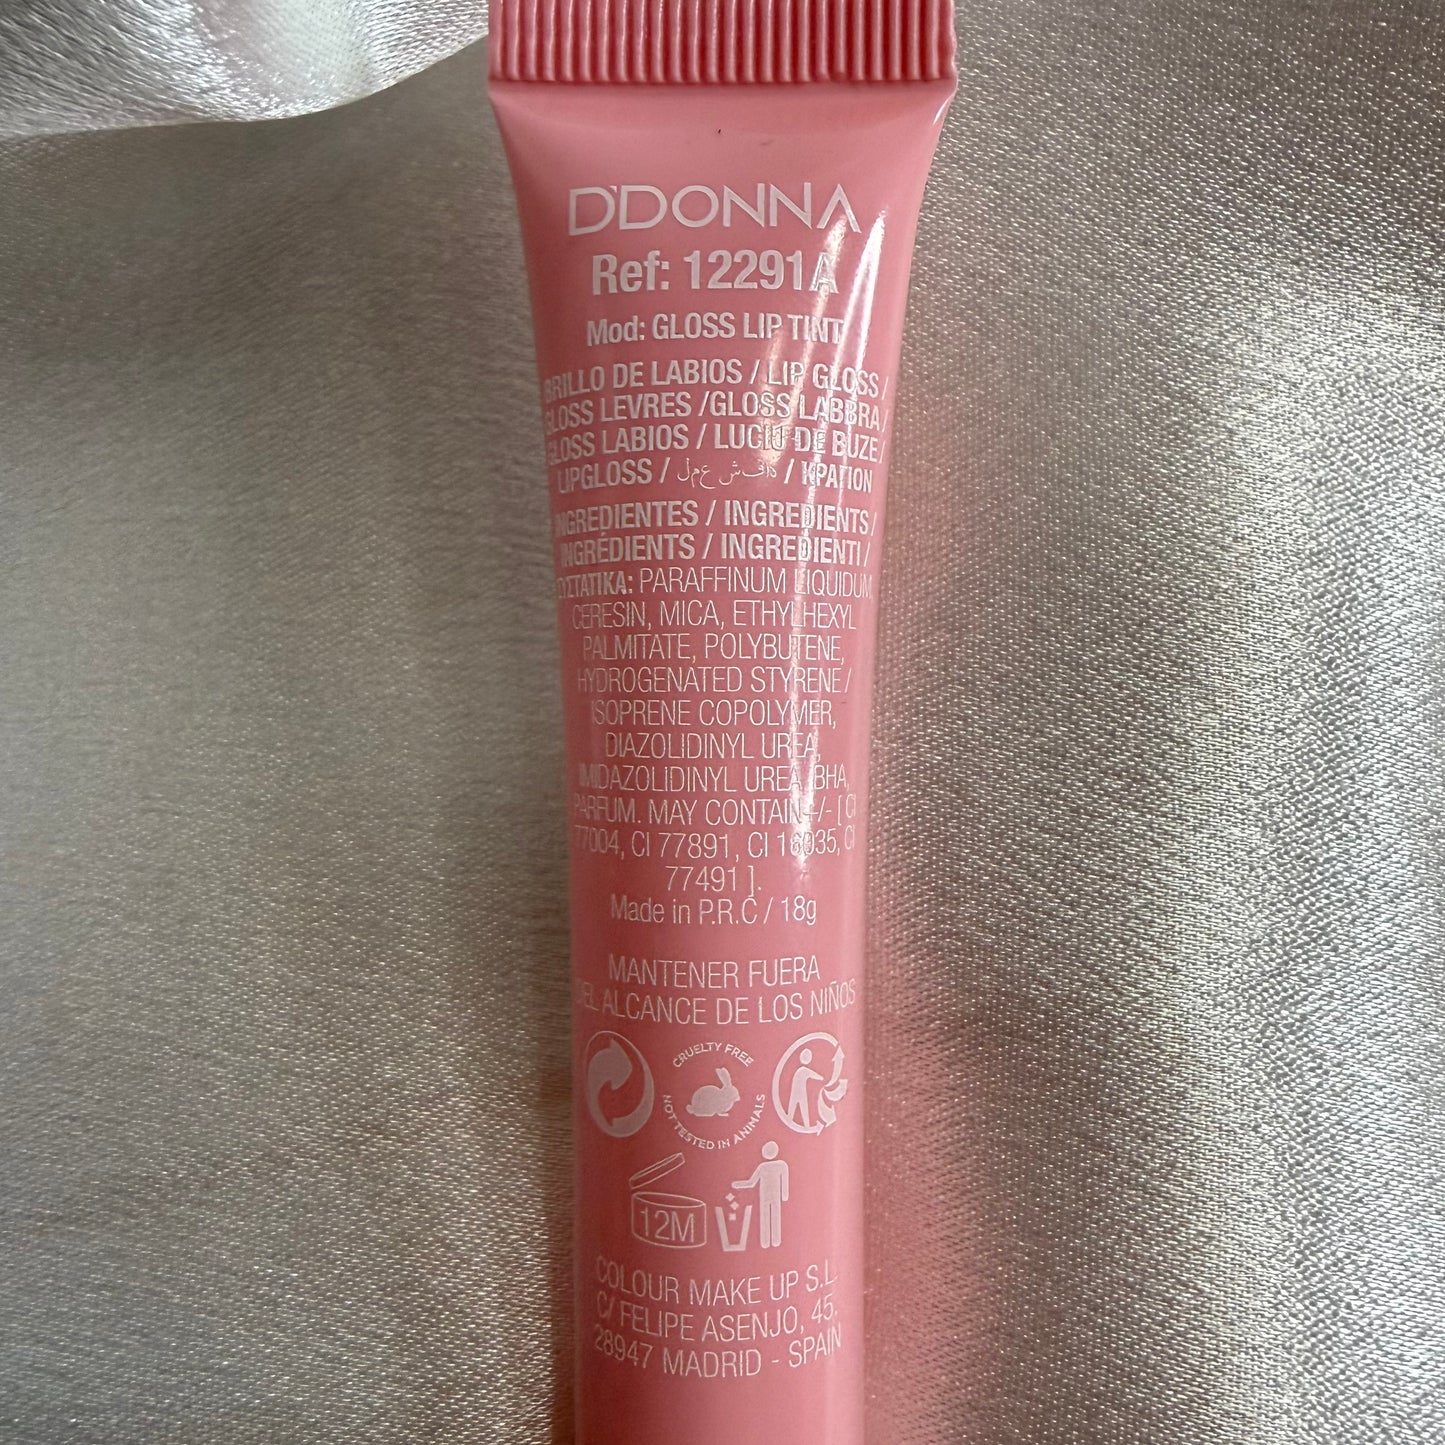 D'DONNA
Ref: 12291A
Mod: GLOSS LIP TINT
BRILLO DE LABIOS / LIP GLOSS /
GLOSS LEVRES /GLOSS LABBRA /
GLOSS LABIOS / LUCIU DE BUZE /
LIPGLOSS / / ΚΡΑΓΙΟΝ
INGREDIENTES / INGREDIENTS /
INGRÉDIENTS / INGREDIENTI /
ΣΥΣΤΑΤΙΚΑ: PARAFFINUM LIQUIDUM,
CERESIN, MICA, ETHYLHEXYL
PALMITATE, POLYBUTENE,
HYDROGENATED STYRENE/
ISOPRENE COPOLYMER,
DIAZOLIDINYL UREA,
IMIDAZOLIDINYL UREA, BHA,
PARFUM. MAY CONTAIN+/- [ CI
77004, CI 77891, CI 16035, CI
77491 ].
Made in P.R.C / 18g
MANTENER FUERA
DEL ALCANCE DE LOS NIÑOS
CRUELTY FREE
NOT TESTED IN ANIMALS
12M
COLOUR MAKE UP S.L.
C/ FELIPE ASENJO, 45.
28947 MADRID - SPAIN